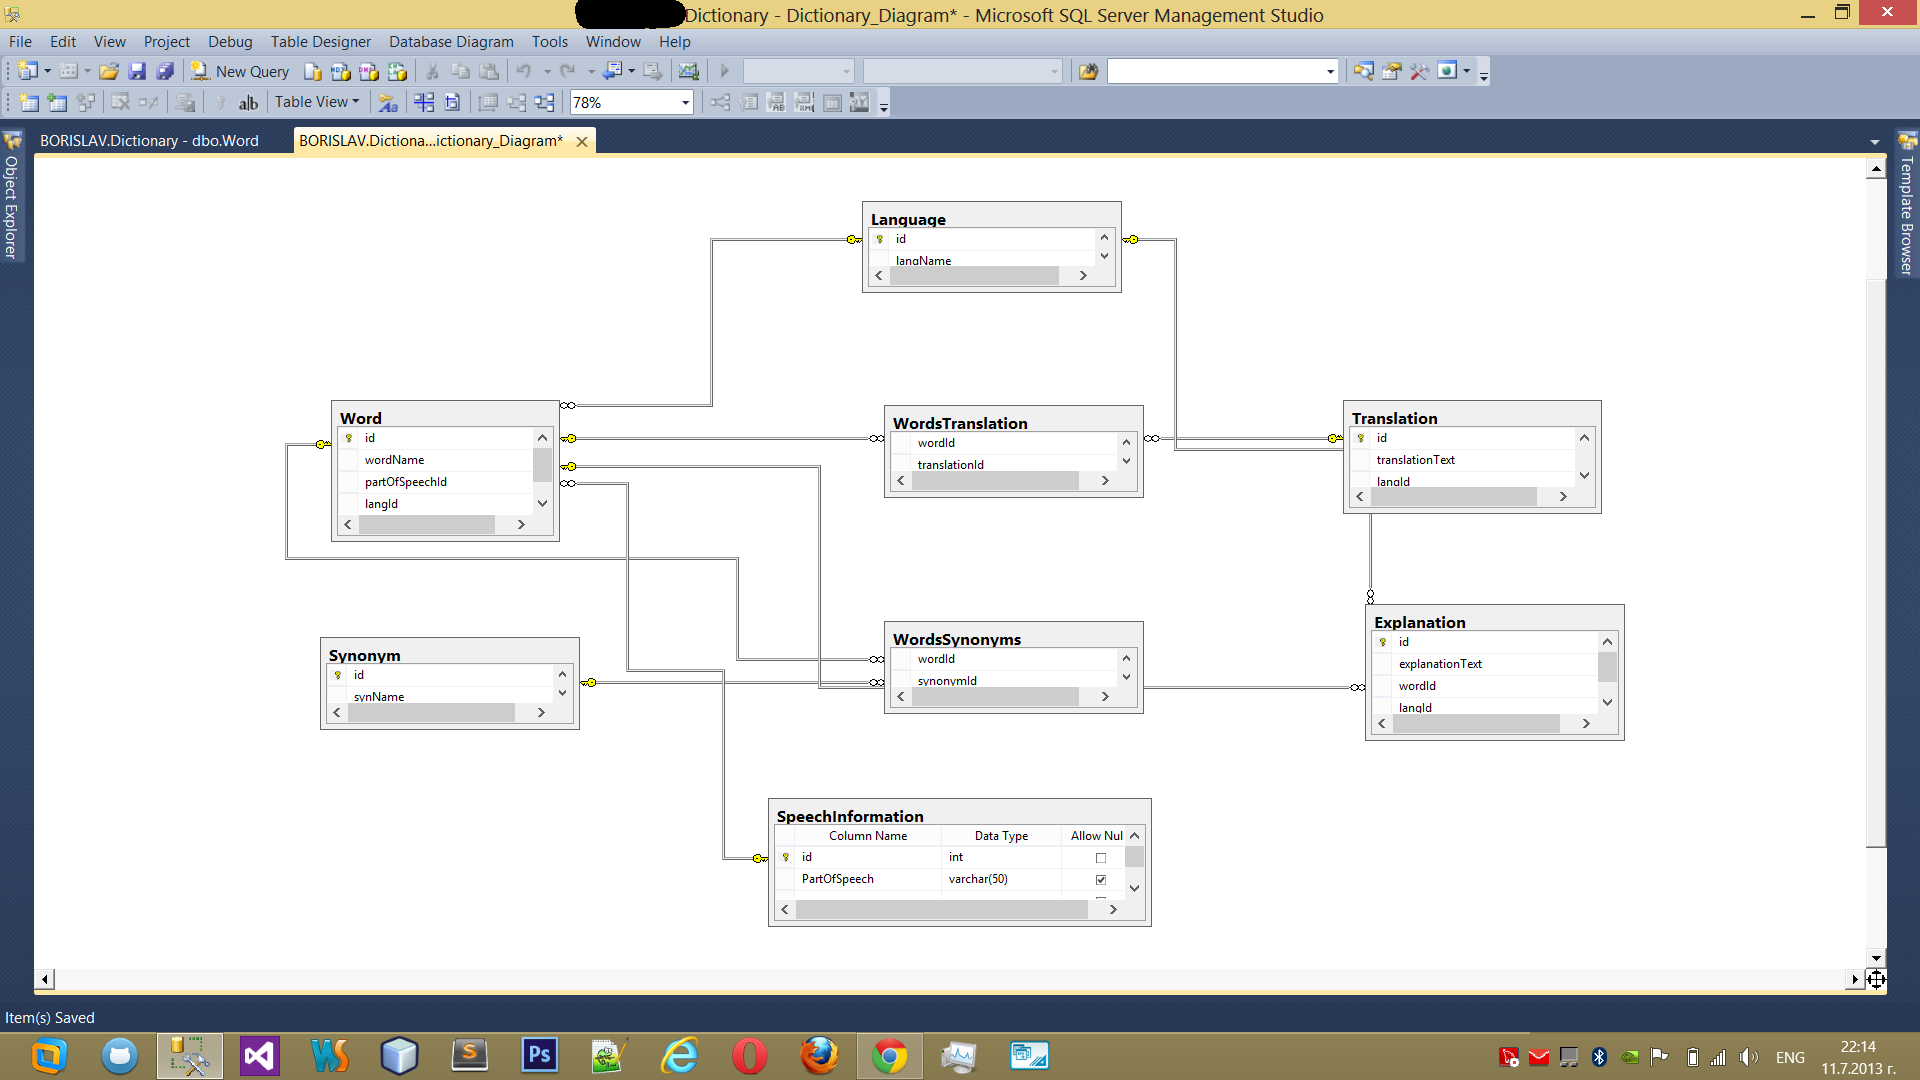 Dictionary - Dictionary_Diagram* - Microsoft SQL Server Management Studio
File Edit View Project Debug Table Designer Database Diagram Tools Window Help
New Query
a|b Table View 78%
BORISLAV.Dictionary - dbo.Word BORISLAV.Dictiona...ictionary_Diagram*
Object Explorer
Template Browser
Language
id
langName
Word
id
wordName
partOfSpeechId
langId
WordsTranslation
wordId
translationId
Translation
id
translationText
langId
Synonym
id
synName
WordsSynonyms
wordId
synonymId
Explanation
id
explanationText
wordId
langId
SpeechInformation
Column Name Data Type Allow Nul
id int
PartOfSpeech varchar(50)
Item(s) Saved
Ps
ENG
22:14
11.7.2013 г.